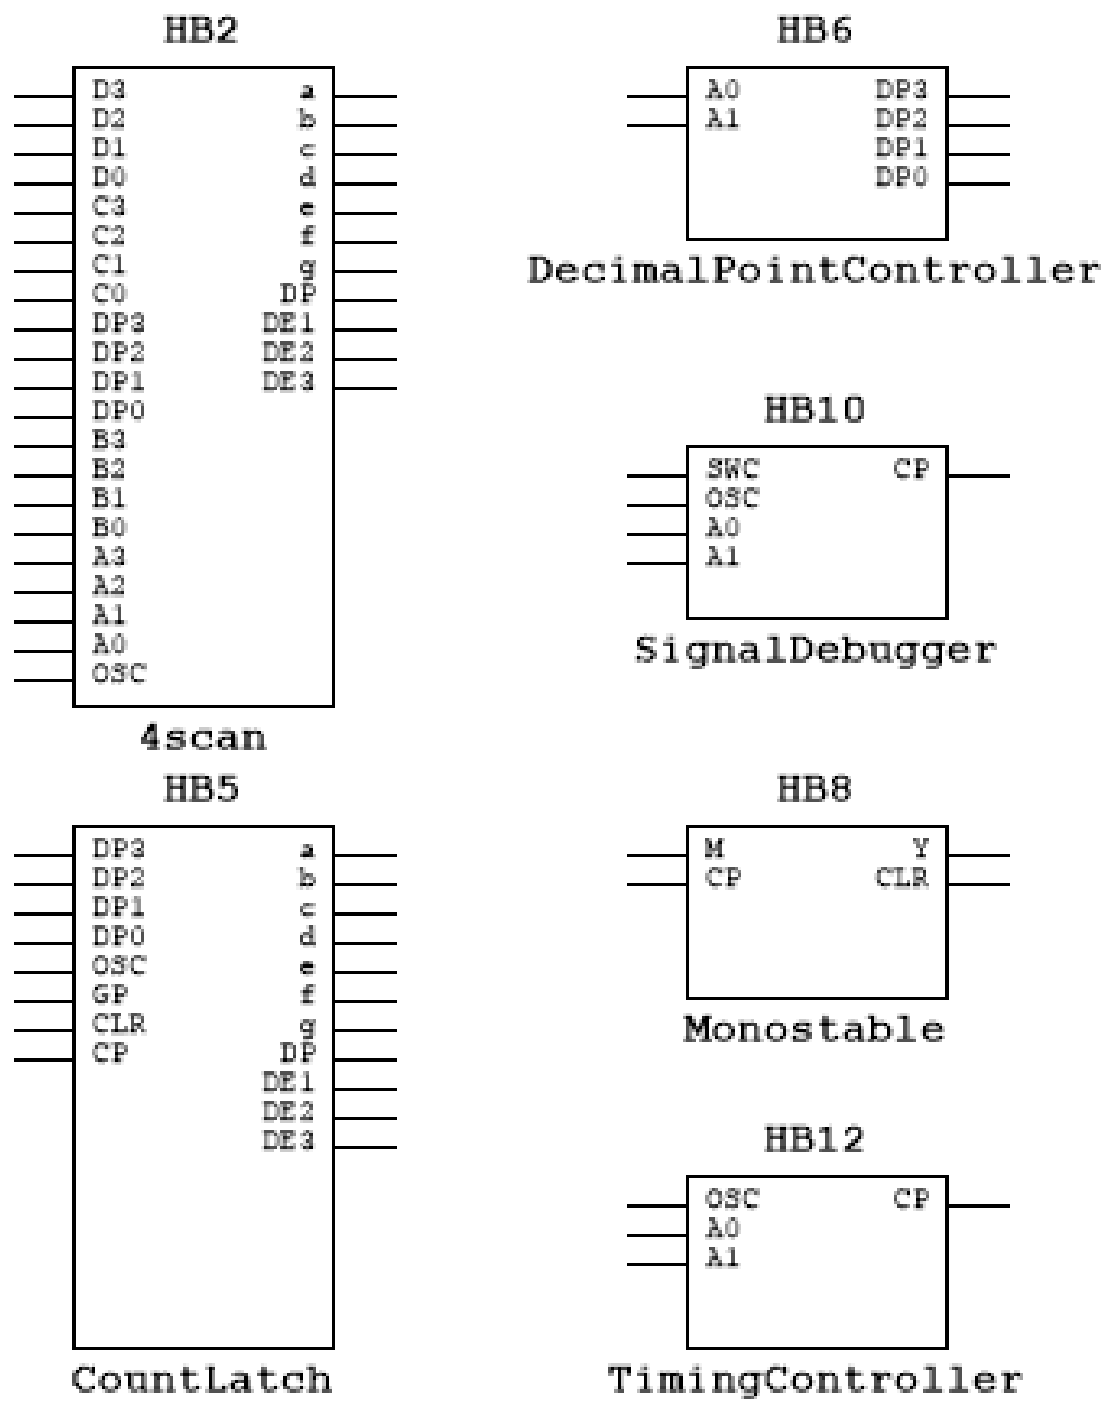 HB2
D3 a
D2 b
D1 c
D0 d
C3 e
C2 f
C1 g
C0 DP
DP3 DE1
DP2 DE2
DP1 DE3
DP0
B3
B2
B1
B0
A3
A2
A1
A0
OSC
4scan
HB6
A0 DP3
A1 DP2
DP1
DP0
DecimalPointController
HB10
SWC CP
OSC
A0
A1
SignalDebugger
HB5
DP3 a
DP2 b
DP1 c
DP0 d
OSC e
GP f
CLR g
CP DP
DE1
DE2
DE3
CountLatch
HB8
M Y
CP CLR
Monostable
HB12
OSC CP
A0
A1
TimingController